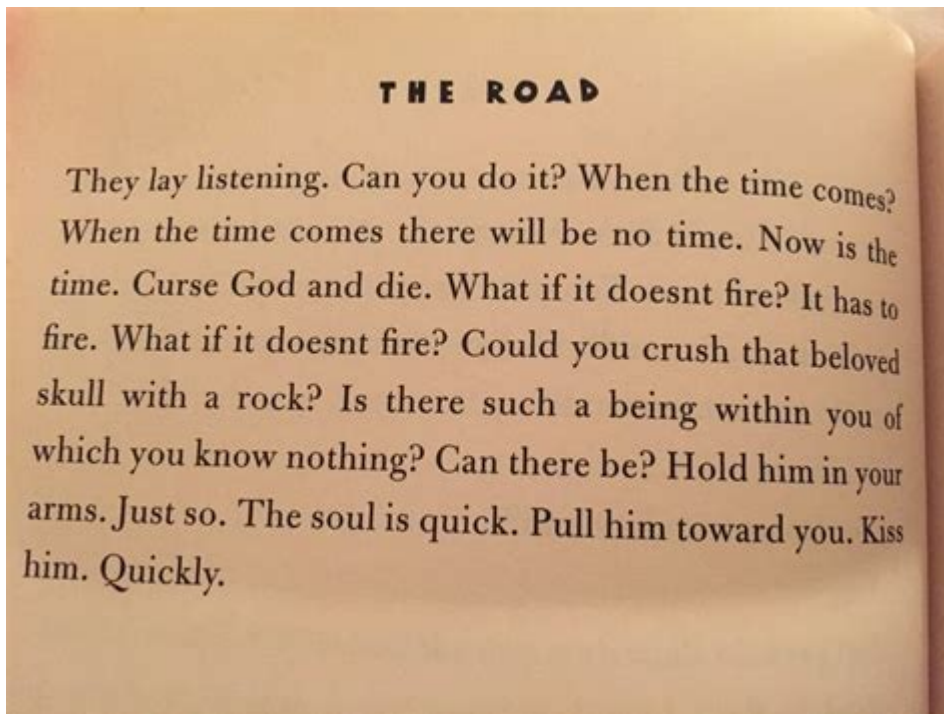 THE ROAD
They lay listening. Can you do it? When the time comes?
When the time comes there will be no time. Now is the
time. Curse God and die. What if it doesnt fire? It has to
fire. What if it doesnt fire? Could you crush that beloved
skull with a rock? Is there such a being within you of
which you know nothing? Can there be? Hold him in your
arms. Just so. The soul is quick. Pull him toward you. Kiss
him. Quickly.